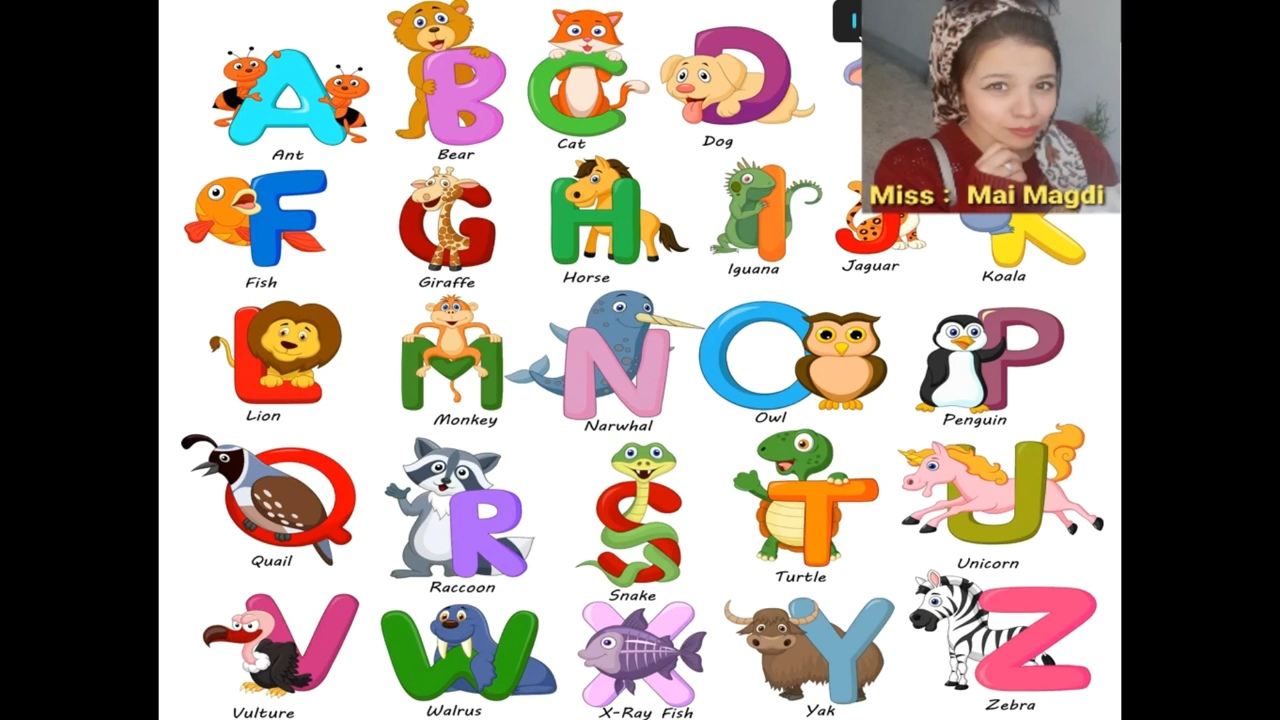 A
B
C
D
Ant
Bear
Cat
Dog
Miss : Mai Magdi
F
G
H
I
J
K
Fish
Giraffe
Horse
Iguana
Jaguar
Koala
L
M
N
O
P
Lion
Monkey
Narwhal
Owl
Penguin
Q
R
S
T
U
Quail
Raccoon
Snake
Turtle
Unicorn
V
W
X
Y
Z
Vulture
Walrus
X-Ray Fish
Yak
Zebra